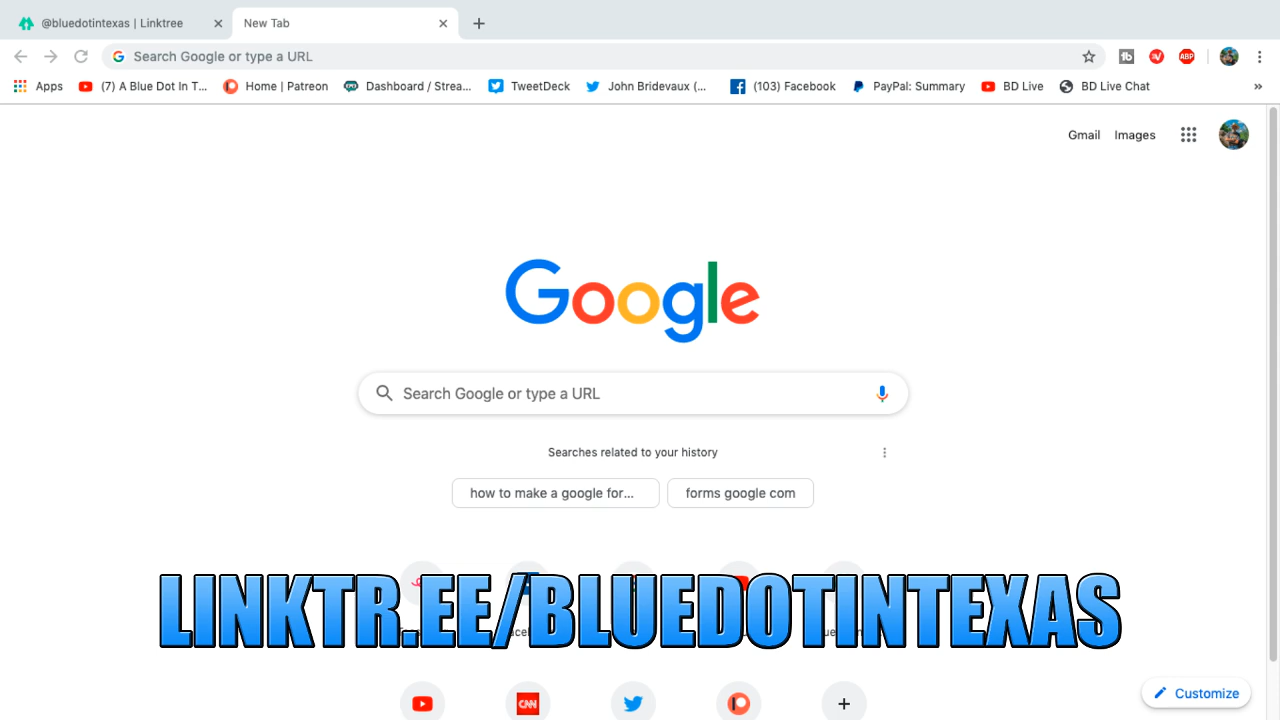 @bluedotintexas | Linktree
New Tab
Search Google or type a URL
ABP
Apps
(7) A Blue Dot In T...
Home | Patreon
Dashboard / Strea...
TweetDeck
John Bridevaux (...
(103) Facebook
PayPal: Summary
BD Live
BD Live Chat
»
Gmail
Images
Google
Search Google or type a URL
Searches related to your history
how to make a google for...
forms google com
LINKTR.EE/BLUEDOTINTEXAS
CNN
Customize